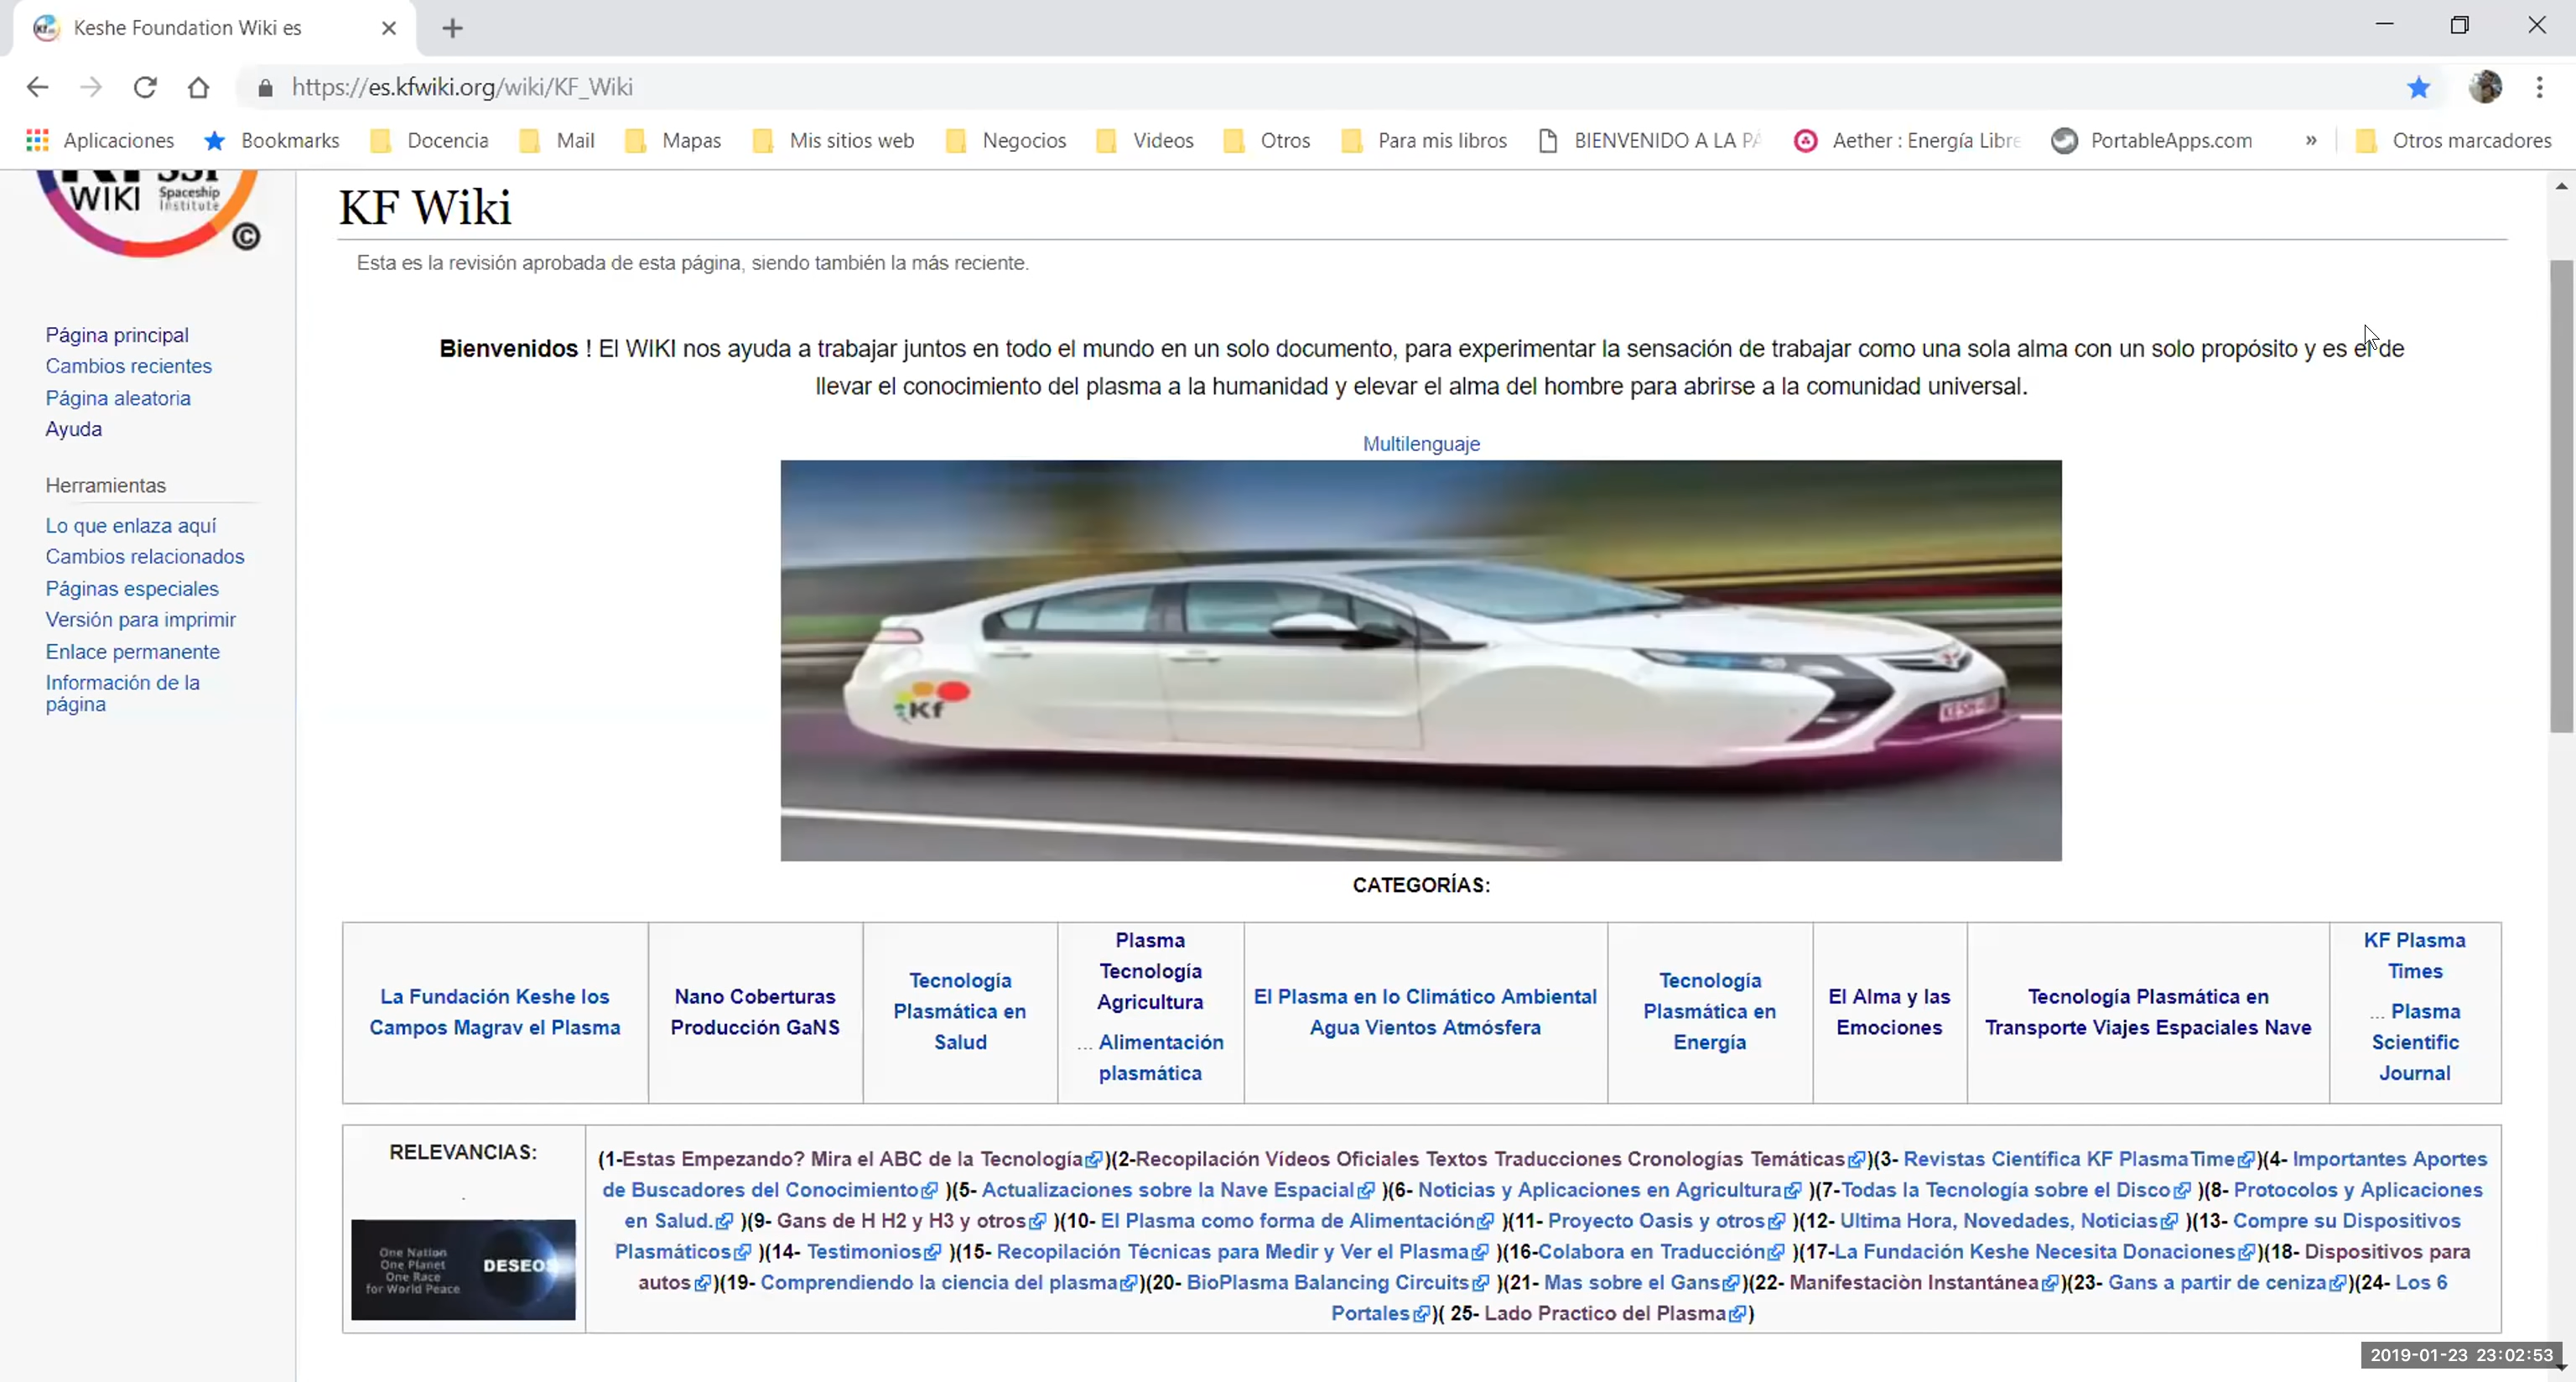 Keshe Foundation Wiki es
https://es.kfwiki.org/wiki/KF_Wiki
Aplicaciones Bookmarks Docencia Mail Mapas Mis sitios web Negocios Videos Otros Para mis libros BIENVENIDO A LA PÁ Aether : Energía Libre PortableApps.com » Otros marcadores
WIKI Spaceship
Institute
©
Página principal
Cambios recientes
Página aleatoria
Ayuda
Herramientas
Lo que enlaza aquí
Cambios relacionados
Páginas especiales
Versión para imprimir
Enlace permanente
Información de la
página
KF Wiki
Esta es la revisión aprobada de esta página, siendo también la más reciente.
Bienvenidos ! El WIKI nos ayuda a trabajar juntos en todo el mundo en un solo documento, para experimentar la sensación de trabajar como una sola alma con un solo propósito y es el de
llevar el conocimiento del plasma a la humanidad y elevar el alma del hombre para abrirse a la comunidad universal.
Multilenguaje
Kf
CATEGORÍAS:
La Fundación Keshe los
Campos Magrav el Plasma
Nano Coberturas
Producción GaNS
Tecnología
Plasmática en
Salud
Plasma
Tecnología
Agricultura
... Alimentación
plasmática
El Plasma en lo Climático Ambiental
Agua Vientos Atmósfera
Tecnología
Plasmática en
Energía
El Alma y las
Emociones
Tecnología Plasmática en
Transporte Viajes Espaciales Nave
KF Plasma
Times
... Plasma
Scientific
Journal
RELEVANCIAS:
.
One Nation
One Planet
One Race
for World Peace
DESEOS
(1-Estas Empezando? Mira el ABC de la Tecnología)(2-Recopilación Vídeos Oficiales Textos Traducciones Cronologías Temáticas)(3- Revistas Científica KF PlasmaTime)(4- Importantes Aportes
de Buscadores del Conocimiento )(5- Actualizaciones sobre la Nave Espacial )(6- Noticias y Aplicaciones en Agricultura )(7-Todas la Tecnología sobre el Disco )(8- Protocolos y Aplicaciones
en Salud. )(9- Gans de H H2 y H3 y otros )(10- El Plasma como forma de Alimentación )(11- Proyecto Oasis y otros )(12- Ultima Hora, Novedades, Noticias )(13- Compre su Dispositivos
Plasmáticos )(14- Testimonios )(15- Recopilación Técnicas para Medir y Ver el Plasma )(16-Colabora en Traducción )(17-La Fundación Keshe Necesita Donaciones)(18- Dispositivos para
autos )(19- Comprendiendo la ciencia del plasma)(20- BioPlasma Balancing Circuits )(21- Mas sobre el Gans)(22- Manifestaciòn Instantánea)(23- Gans a partir de ceniza)(24- Los 6
Portales)( 25- Lado Practico del Plasma)
2019-01-23 23:02:53